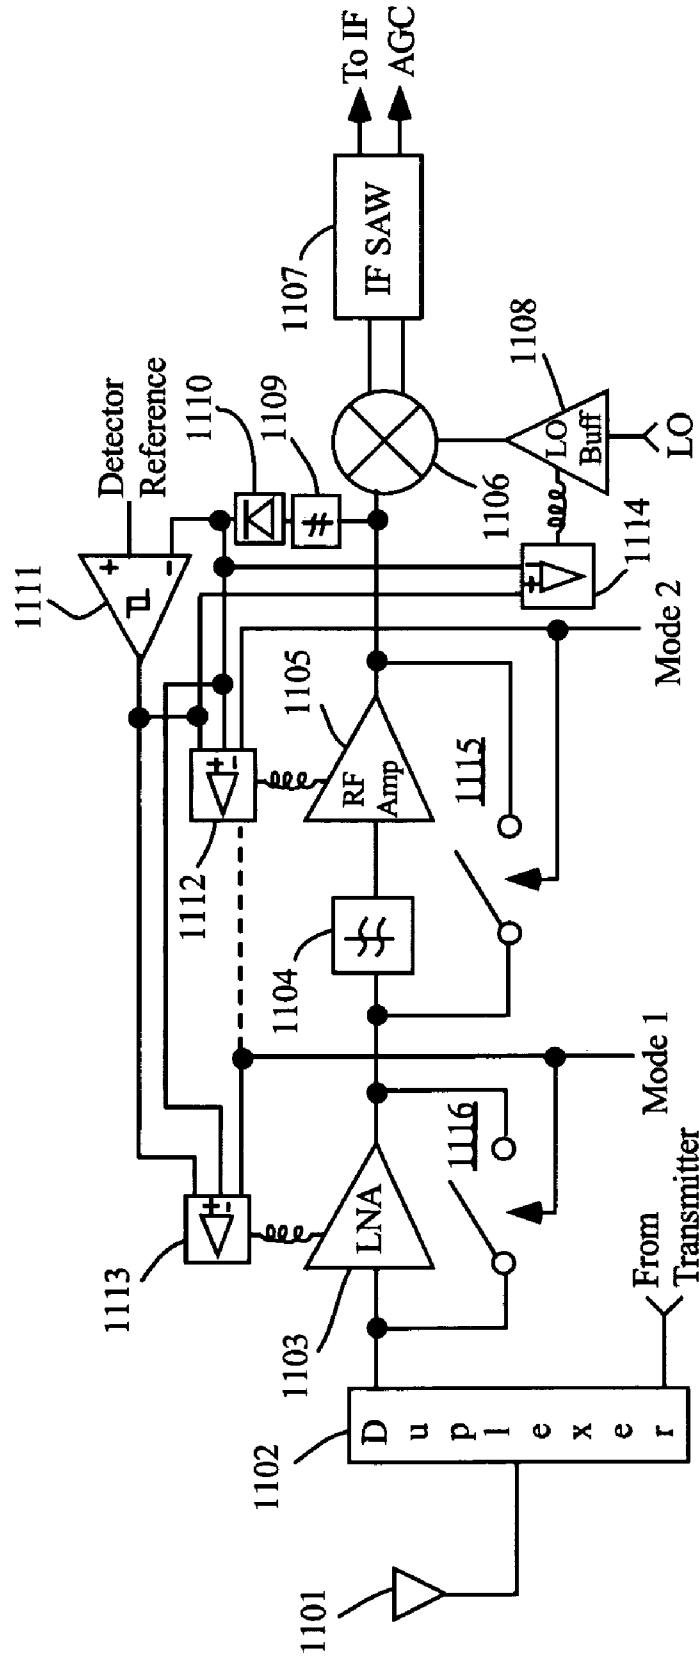 1101
1102
Duplexer
From
Transmitter
1103
LNA
1113
+
-
1116
Mode 1
1104
1112
+
-
RF
Amp
1105
1115
Mode 2
1111
+
-
Detector
Reference
1110
1109
1106
1114
+
-
LO
Buff
1108
LO
1107
IF SAW
To IF
AGC